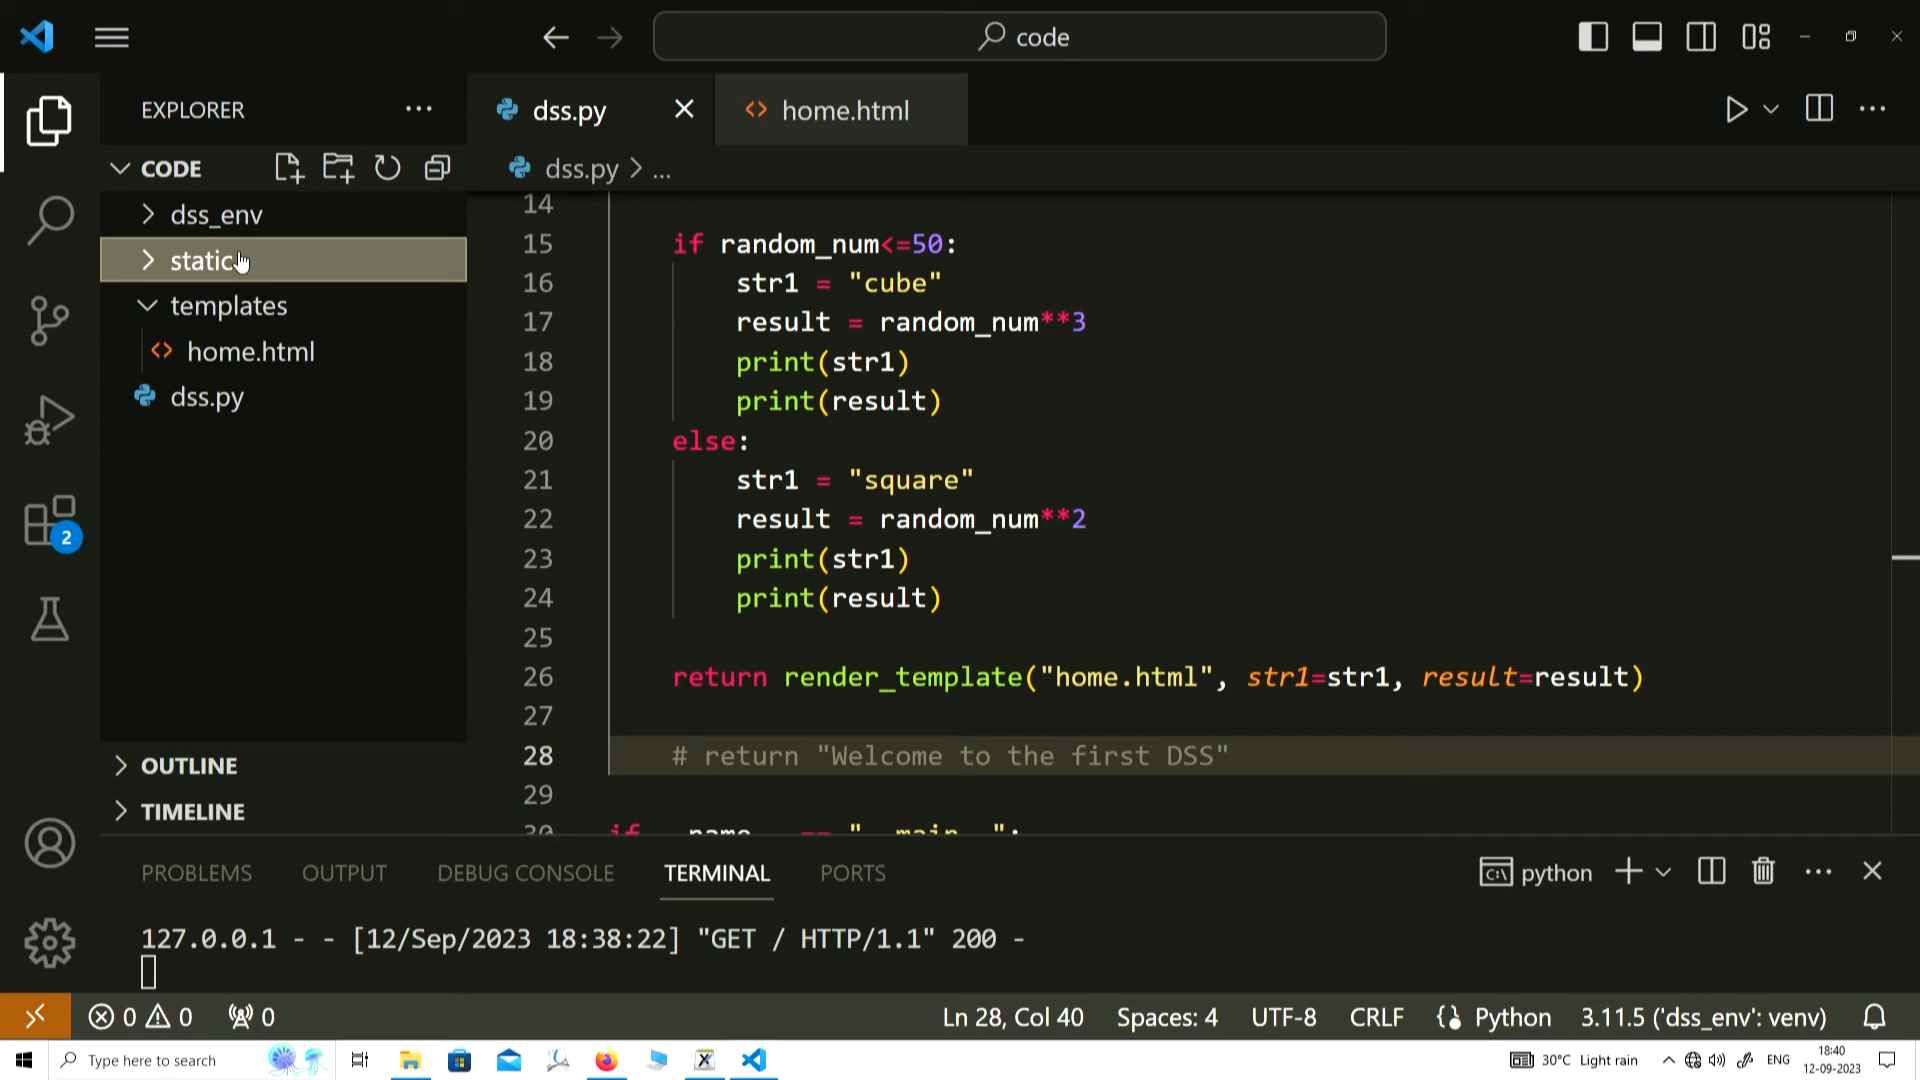 code
EXPLORER
dss.py
home.html
CODE
dss.py > ...
dss_env
static
templates
home.html
dss.py
OUTLINE
TIMELINE
14
15 if random_num<=50:
16 str1 = "cube"
17 result = random_num**3
18 print(str1)
19 print(result)
20 else:
21 str1 = "square"
22 result = random_num**2
23 print(str1)
24 print(result)
25
26 return render_template("home.html", str1=str1, result=result)
27
28 # return "Welcome to the first DSS"
29
30 if __name__ == "__main__":
2
PROBLEMS OUTPUT DEBUG CONSOLE TERMINAL PORTS
python
127.0.0.1 - - [12/Sep/2023 18:38:22] "GET / HTTP/1.1" 200 -
0 0 0 Ln 28, Col 40 Spaces: 4 UTF-8 CRLF Python 3.11.5 ('dss_env': venv)
Type here to search
30°C Light rain
ENG
18:40
12-09-2023